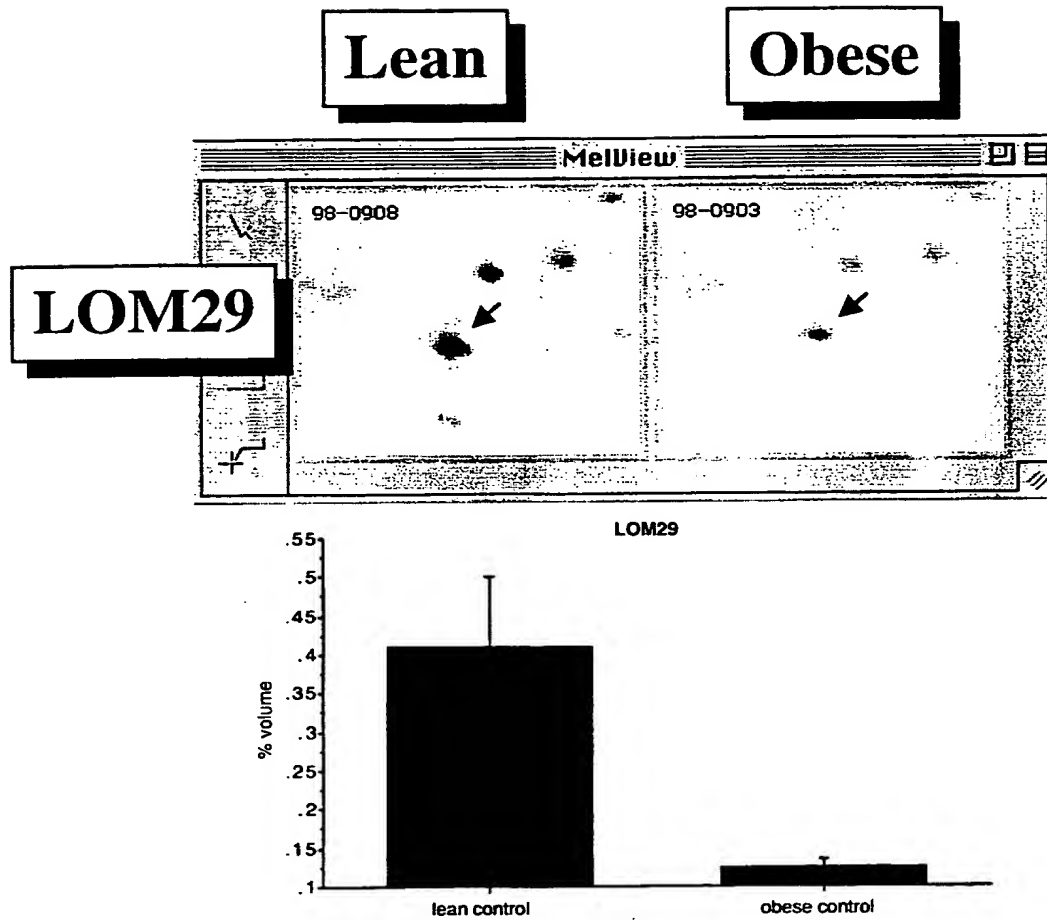 Lean
Obese
MelView
98-0908
98-0903
LOM29
LOM29
.55
.5
.45
.4
.35
.3
.25
.2
.15
.1
% volume
lean control
obese control